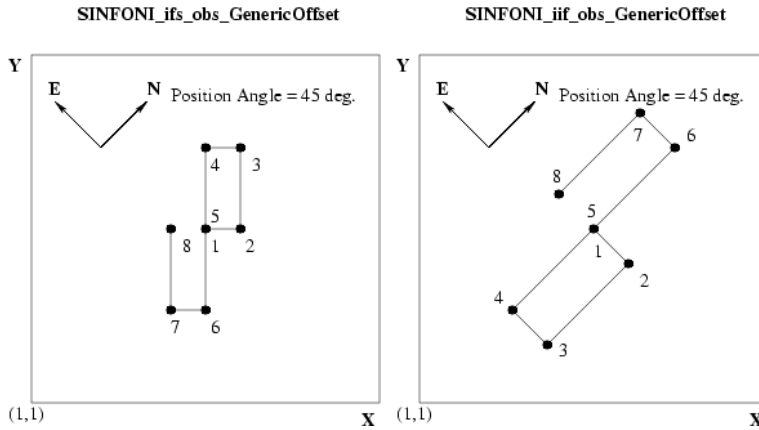 SINFONI_ifs_obs_GenericOffset
Y
E
N
Position Angle = 45 deg.
4
3
5
8
1
2
7
6
(1,1)
X
SINFONI_iif_obs_GenericOffset
Y
E
N
Position Angle = 45 deg.
7
6
8
5
1
2
4
3
(1,1)
X